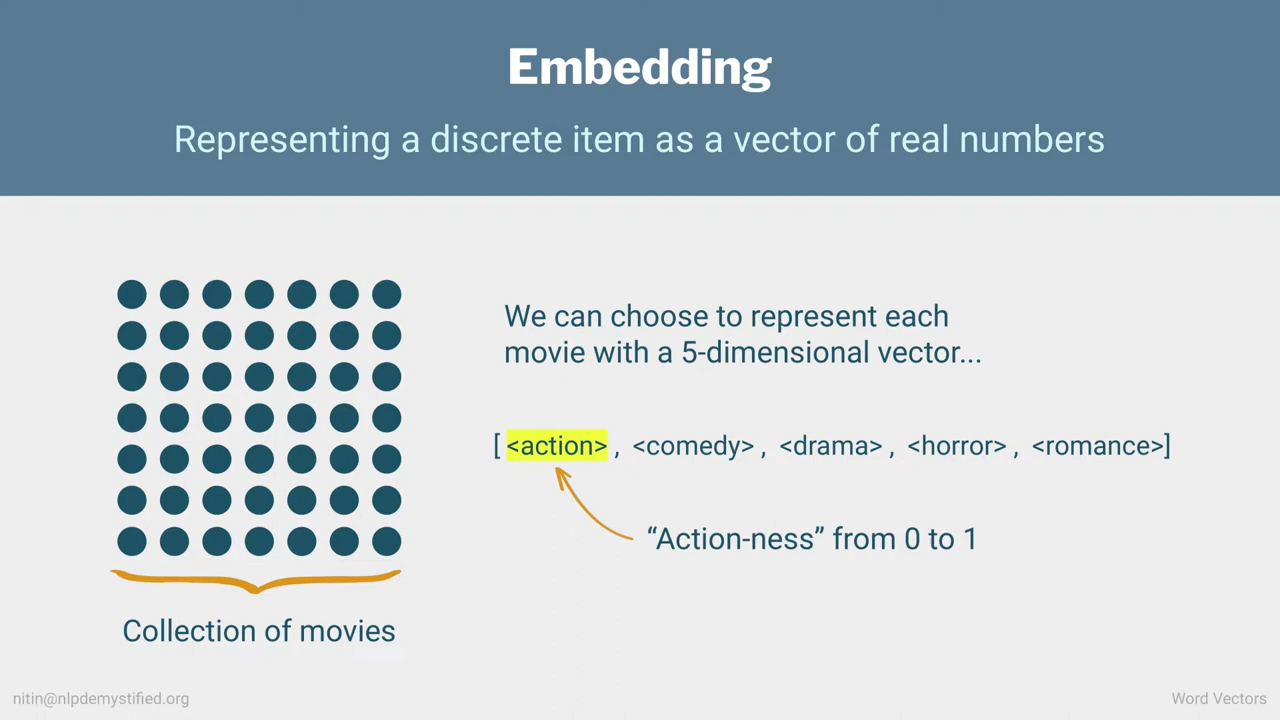 Embedding
Representing a discrete item as a vector of real numbers
We can choose to represent each
movie with a 5-dimensional vector...
[ <action> , <comedy> , <drama> , <horror> , <romance>]
“Action-ness” from 0 to 1
Collection of movies
nitin@nlpdemystified.org
Word Vectors